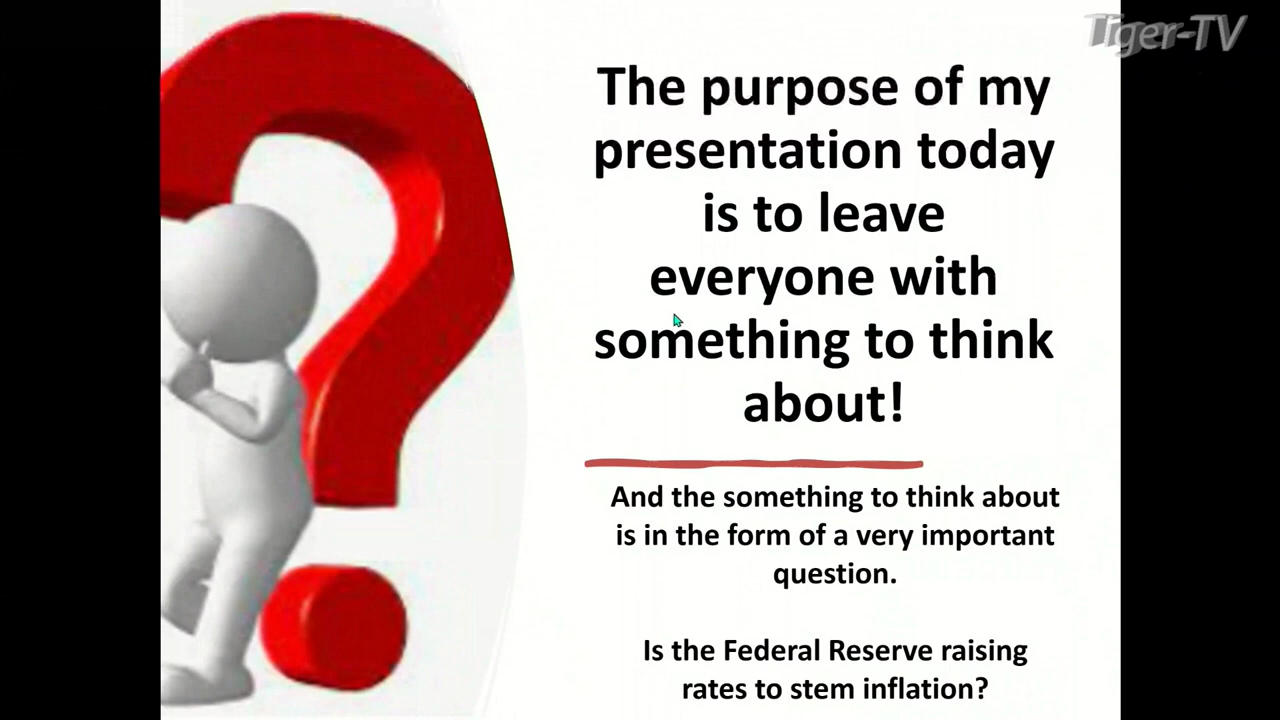 Tiger-TV
The purpose of my
presentation today
is to leave
everyone with
something to think
about!
And the something to think about
is in the form of a very important
question.
Is the Federal Reserve raising
rates to stem inflation?